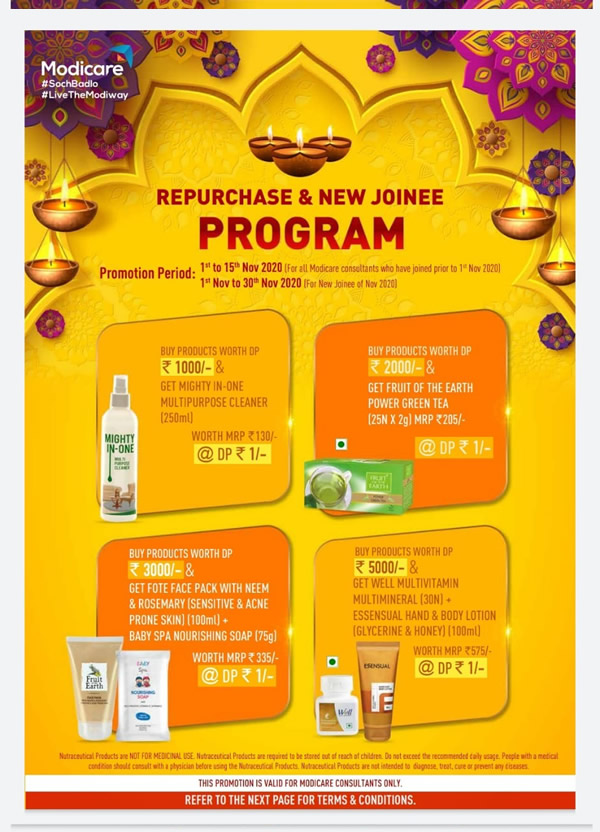 Modicare
#SochBadlo
#LiveTheModiway
REPURCHASE & NEW JOINEE
PROGRAM
Promotion Period: 1st to 15th Nov 2020 (For all Modicare consultants who have joined prior to 1st Nov 2020)
1st Nov to 30th Nov 2020 (For New Joinee of Nov 2020)
BUY PRODUCTS WORTH DP
₹ 1000/- &
GET MIGHTY IN-ONE
MULTIPURPOSE CLEANER
(250ml)
WORTH MRP ₹130/-
@ DP ₹ 1/-
MIGHTY
IN-ONE
MULTI
PURPOSE
CLEANER
BUY PRODUCTS WORTH DP
₹ 2000/- &
GET FRUIT OF THE EARTH
POWER GREEN TEA
(25N X 2g) MRP ₹205/-
@ DP ₹ 1/-
FRUIT
EARTH
BUY PRODUCTS WORTH DP
₹ 3000/- &
GET FOTE FACE PACK WITH NEEM
& ROSEMARY (SENSITIVE & ACNE
PRONE SKIN) (100ml) +
BABY SPA NOURISHING SOAP (75g)
WORTH MRP ₹335/-
@ DP ₹ 1/-
Fruit
Earth
BABY
Spa
NOURISHING
SOAP
BUY PRODUCTS WORTH DP
₹ 5000/- &
GET WELL MULTIVITAMIN
MULTIMINERAL (30N) +
ESSENSUAL HAND & BODY LOTION
(GLYCERINE & HONEY) (100ml)
WORTH MRP ₹575/-
@ DP ₹ 1/-
Well
ESENSUAL
Nutraceutical Products are NOT FOR MEDICINAL USE. Nutraceutical Products are required to be stored out of reach of children. Do not exceed the recommended daily usage. People with a medical
condition should consult with a physician before using the Nutraceutical Products. Nutraceutical Products are not intended to diagnose, treat, cure or prevent any diseases.
THIS PROMOTION IS VALID FOR MODICARE CONSULTANTS ONLY.
REFER TO THE NEXT PAGE FOR TERMS & CONDITIONS.